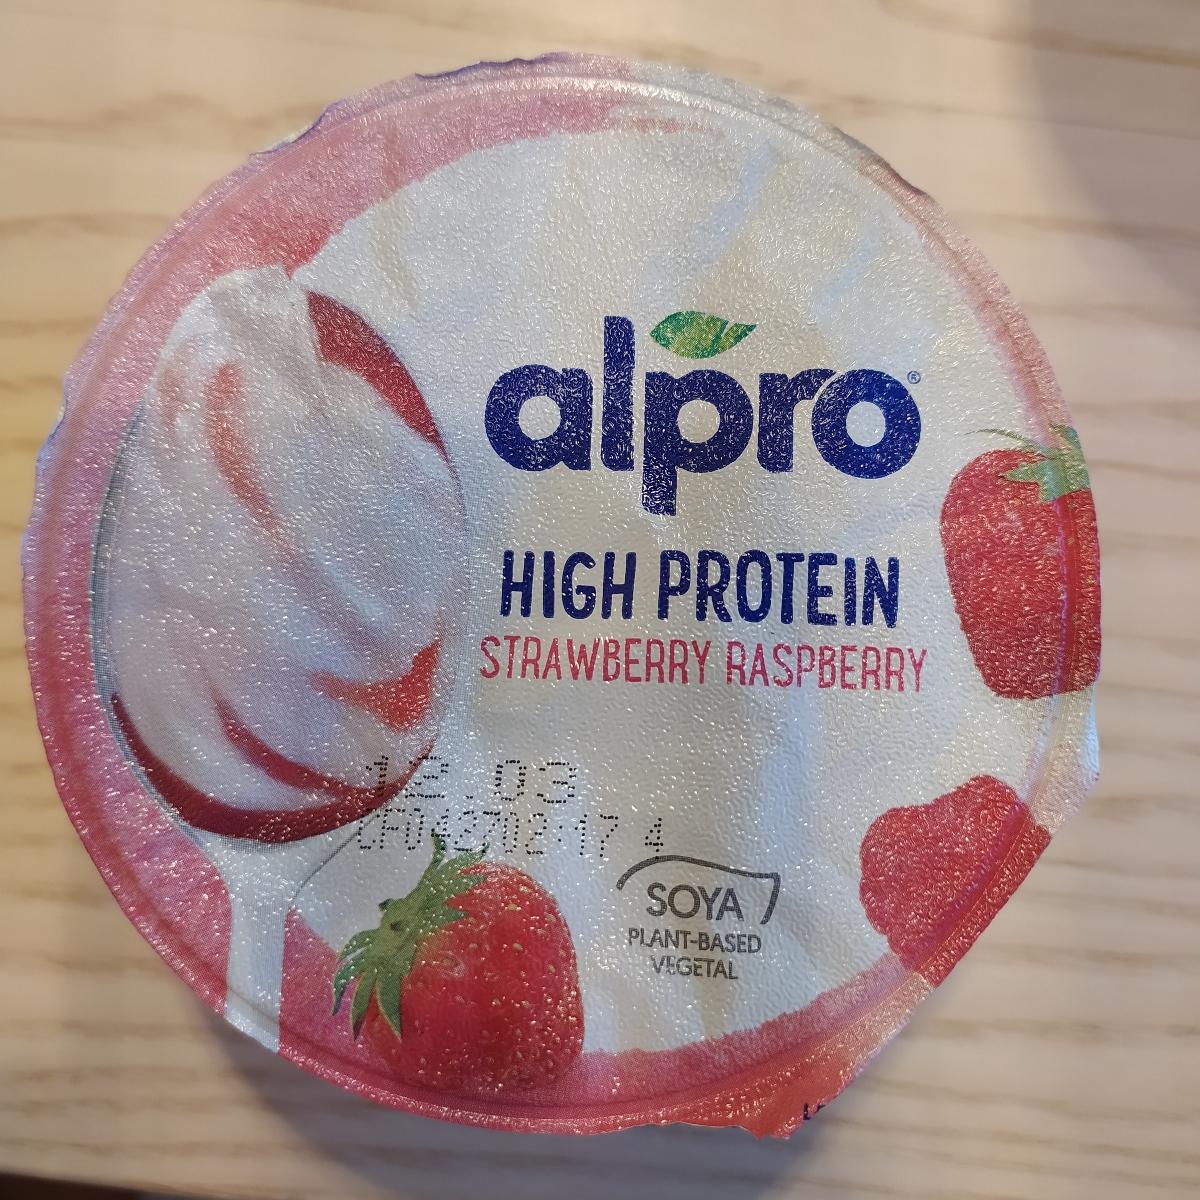 alpro®
HIGH PROTEIN
STRAWBERRY RASPBERRY
12.03
SOYA
PLANT-BASED
VEGETAL